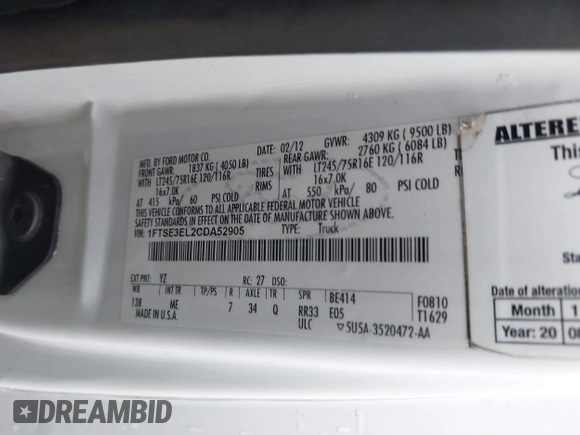 MFD. BY FORD MOTOR CO.
DATE: 02/12 GVWR: 4309 KG ( 9500 LB)
FRONT GAWR: 1837 KG ( 4050 LB)
REAR GAWR: 2760 KG ( 6084 LB)
WITH LT245/75R16E 120/116R TIRES
WITH LT245/75R16E 120/116R
16x7.0K RIMS
16x7.0K
AT 415 kPa/ 60 PSI COLD
AT 550 kPa/ 80 PSI COLD
THIS VEHICLE CONFORMS TO ALL APPLICABLE FEDERAL MOTOR VEHICLE
SAFETY STANDARDS IN EFFECT ON THE DATE OF MANUFACTURE SHOWN ABOVE.
VIN: 1FTSE3EL2CDA52905
TYPE: Truck
EXT PNT: YZ RC: 27 DSO:
WB INT TR TP/PS R AXLE TR SPR BE414 F0810
138 ME 7 34 Q RR33 E05 T1629
ULC 5U5A-3520472-AA
ALTERE
This
Sta
Date of alteration
Month 1
Year: 20 08
DREAMBID